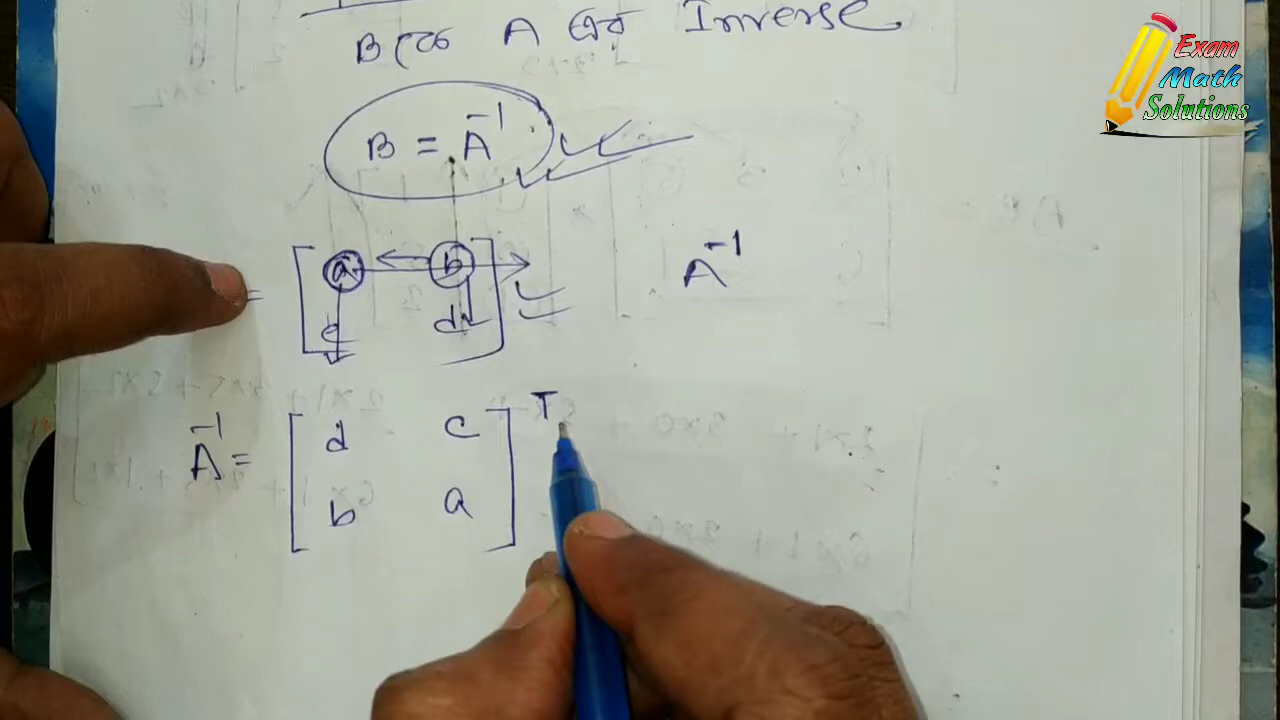 B কে A এর Inverse
B = A⁻¹
= [a b
c d]
A⁻¹
A⁻¹ = [d c
b a]ᵀ
Exam
Math
Solutions